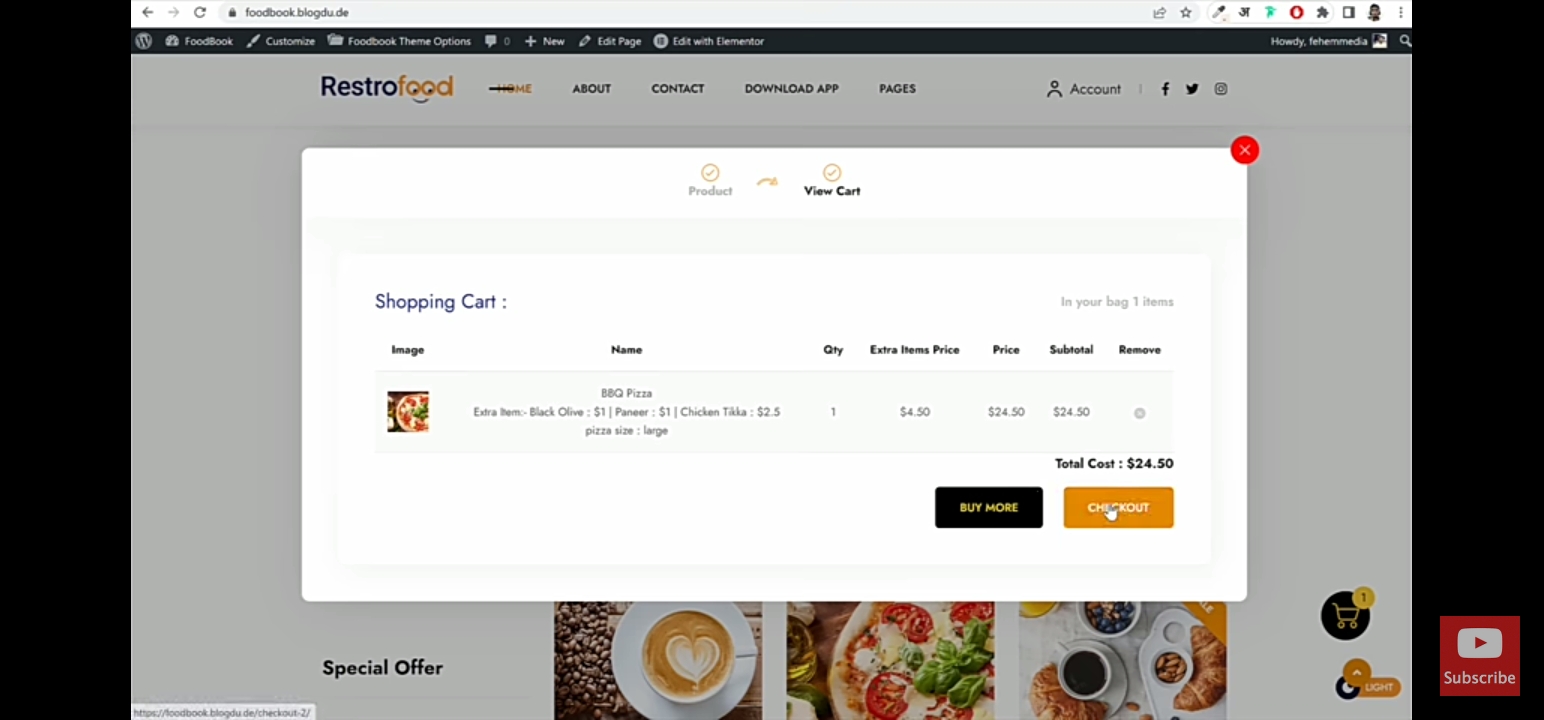 foodbook.blogdu.de
अ
FoodBook
Customize
Foodbook Theme Options
0
New
Edit Page
Edit with Elementor
Howdy, fehemmedia
Restrofood
HOME
ABOUT
CONTACT
DOWNLOAD APP
PAGES
Account
Product
View Cart
Shopping Cart :
In your bag 1 items
Image
Name
Qty
Extra Items Price
Price
Subtotal
Remove
BBQ Pizza
Extra Item:- Black Olive : $1 | Paneer : $1 | Chicken Tikka : $2.5
pizza size : large
1
$4.50
$24.50
$24.50
Total Cost : $24.50
BUY MORE
CHECKOUT
1
Special Offer
LIGHT
Subscribe
https://foodbook.blogdu.de/checkout-2/